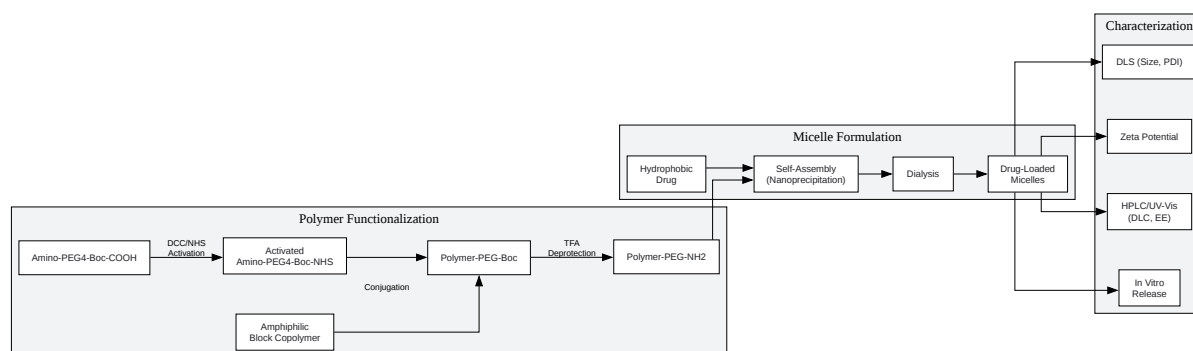 Characterization
DLS (Size, PDI)
Micelle Formulation
Zeta Potential
Hydrophobic
Drug
Self-Assembly
(Nanoprecipitation)
Dialysis
Drug-Loaded
Micelles
HPLC/UV-Vis
(DLC, EE)
Polymer Functionalization
Amino-PEG4-Boc-COOH
DCC/NHS
Activation
Activated
Amino-PEG4-Boc-NHS
Polymer-PEG-Boc
TFA
Deprotection
Polymer-PEG-NH2
Conjugation
In Vitro
Release
Amphiphilic
Block Copolymer